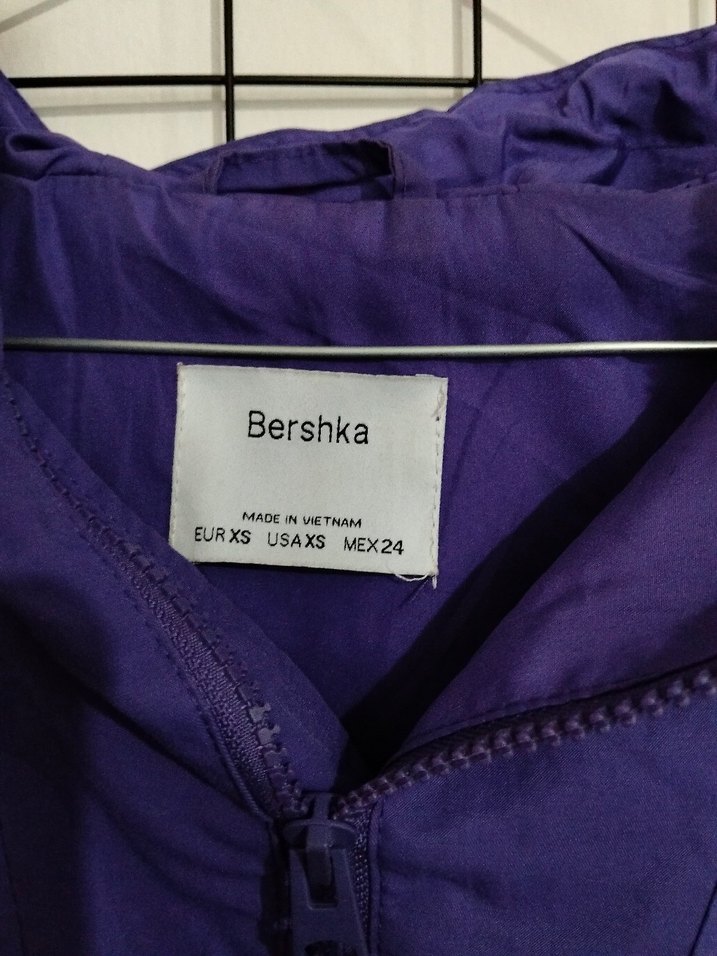 Bershka
MADE IN VIETNAM
EUR XS USA XS MEX 24